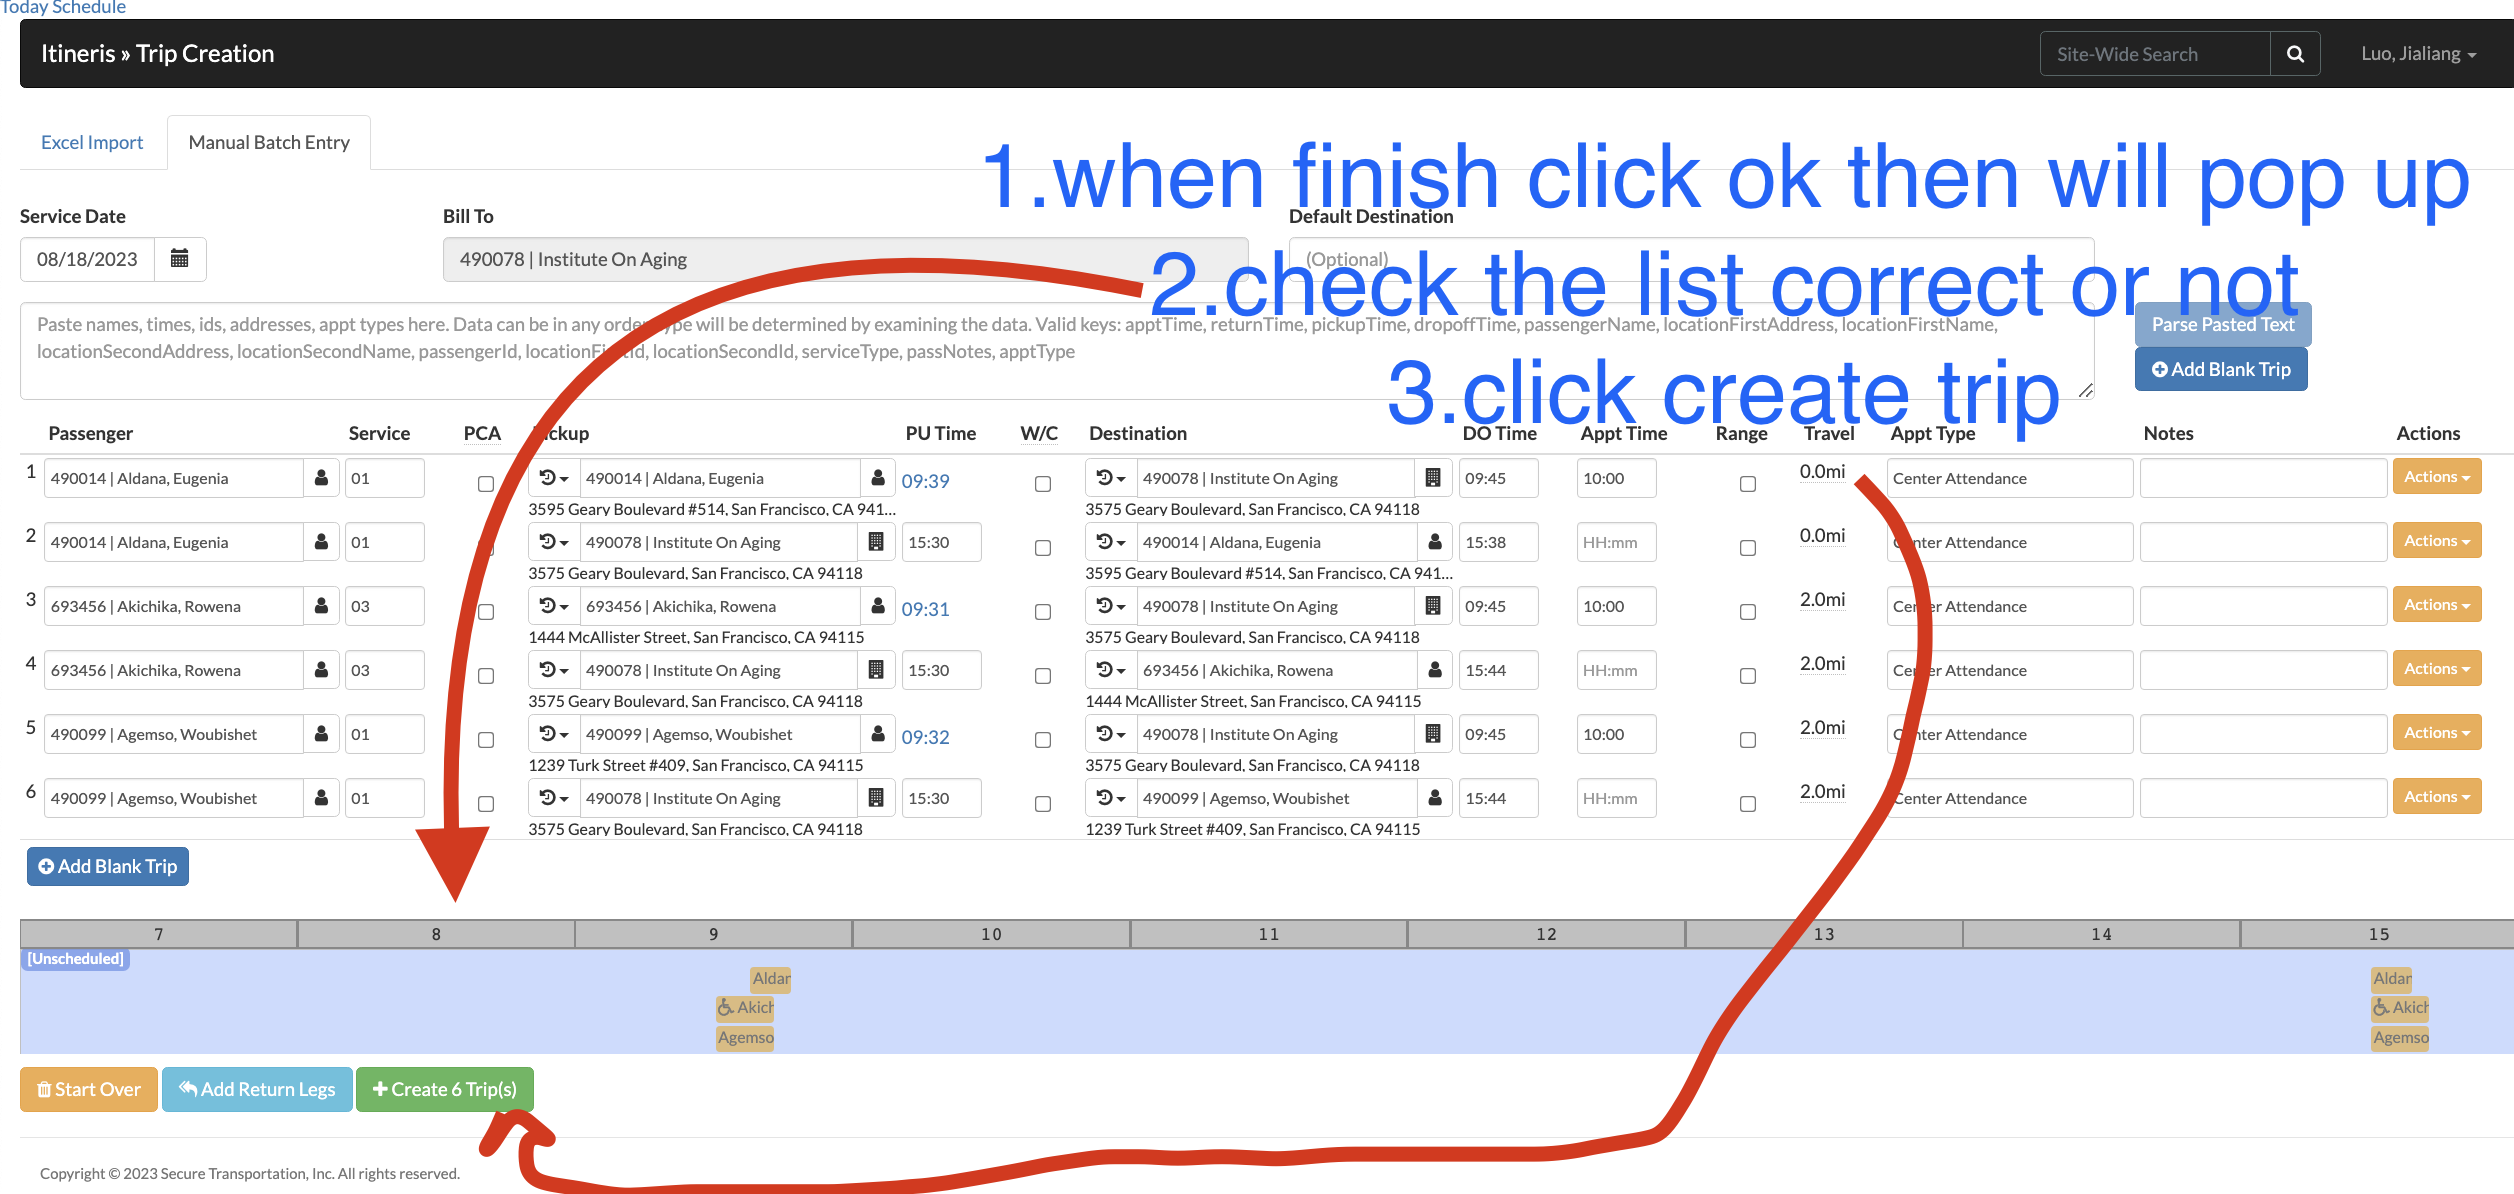 Today Schedule
Itineris » Trip Creation
Site-Wide Search
Luo, Jialiang
Excel Import
Manual Batch Entry
1.when finish click ok then will pop up
Service Date
Bill To
Default Destination
08/18/2023
490078 | Institute On Aging
(Optional)
2.check the list correct or not
Paste names, times, ids, addresses, appt types here. Data can be in any order, type will be determined by examining the data. Valid keys: apptTime, returnTime, pickupTime, dropoffTime, passengerName, locationFirstAddress, locationFirstName,
locationSecondAddress, locationSecondName, passengerId, locationFirstId, locationSecondId, serviceType, passNotes, apptType
Parse Pasted Text
Add Blank Trip
3.click create trip
Passenger Service PCA Pickup PU Time W/C Destination DO Time Appt Time Range Travel Appt Type Notes Actions
1 490014 | Aldana, Eugenia 01 490014 | Aldana, Eugenia 09:39 490078 | Institute On Aging 09:45 10:00 0.0mi Center Attendance Actions
3595 Geary Boulevard #514, San Francisco, CA 941... 3575 Geary Boulevard, San Francisco, CA 94118
2 490014 | Aldana, Eugenia 01 490078 | Institute On Aging 15:30 490014 | Aldana, Eugenia 15:38 HH:mm 0.0mi Center Attendance Actions
3575 Geary Boulevard, San Francisco, CA 94118 3595 Geary Boulevard #514, San Francisco, CA 941...
3 693456 | Akichika, Rowena 03 693456 | Akichika, Rowena 09:31 490078 | Institute On Aging 09:45 10:00 2.0mi Center Attendance Actions
1444 McAllister Street, San Francisco, CA 94115 3575 Geary Boulevard, San Francisco, CA 94118
4 693456 | Akichika, Rowena 03 490078 | Institute On Aging 15:30 693456 | Akichika, Rowena 15:44 HH:mm 2.0mi Center Attendance Actions
3575 Geary Boulevard, San Francisco, CA 94118 1444 McAllister Street, San Francisco, CA 94115
5 490099 | Agemso, Woubishet 01 490099 | Agemso, Woubishet 09:32 490078 | Institute On Aging 09:45 10:00 2.0mi Center Attendance Actions
1239 Turk Street #409, San Francisco, CA 94115 3575 Geary Boulevard, San Francisco, CA 94118
6 490099 | Agemso, Woubishet 01 490078 | Institute On Aging 15:30 490099 | Agemso, Woubishet 15:44 HH:mm 2.0mi Center Attendance Actions
3575 Geary Boulevard, San Francisco, CA 94118 1239 Turk Street #409, San Francisco, CA 94115
Add Blank Trip
7 8 9 10 11 12 13 14 15
[Unscheduled]
Aldar Aldar
Akich Akich
Agemso Agemso
Start Over
Add Return Legs
Create 6 Trip(s)
Copyright © 2023 Secure Transportation, Inc. All rights reserved.